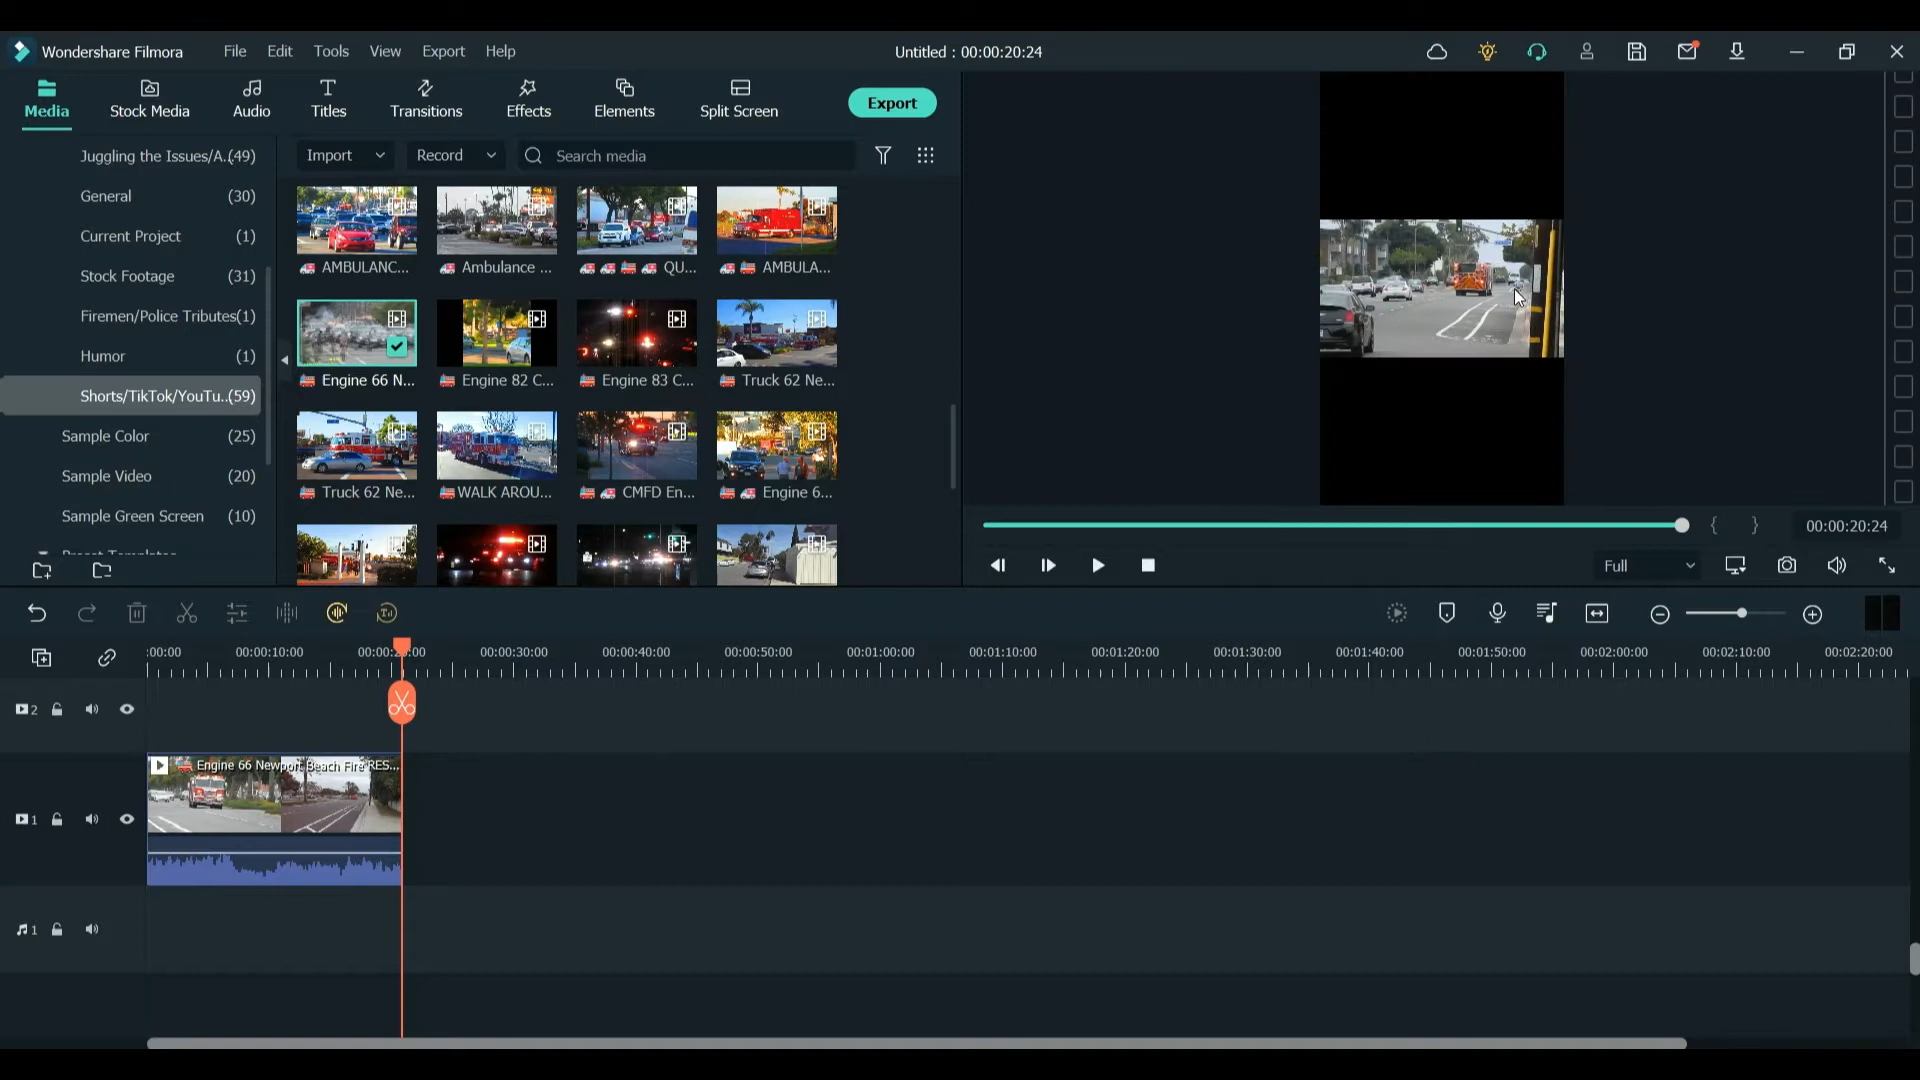 Wondershare Filmora File Edit Tools View Export Help Untitled : 00:00:20:24
Media Stock Media Audio Titles Transitions Effects Elements Split Screen Export
Import Record Search media
Juggling the Issues/A..(49)
General (30)
Current Project (1)
Stock Footage (31)
Firemen/Police Tributes(1)
Humor (1)
Shorts/TikTok/YouTu..(59)
Sample Color (25)
Sample Video (20)
Sample Green Screen (10)
AMBULANC... Ambulance ... QU... AMBULA...
Engine 66 N... Engine 82 C... Engine 83 C... Truck 62 Ne...
Truck 62 Ne... WALK AROU... CMFD En... Engine 6...
00:00:20:24
Full
:00:00 00:00:10:00 00:00:30:00 00:00:40:00 00:00:50:00 00:01:00:00 00:01:10:00 00:01:20:00 00:01:30:00 00:01:40:00 00:01:50:00 00:02:00:00 00:02:10:00 00:02:20:00
2
Engine 66 Newport Beach Fire RES...
1
1